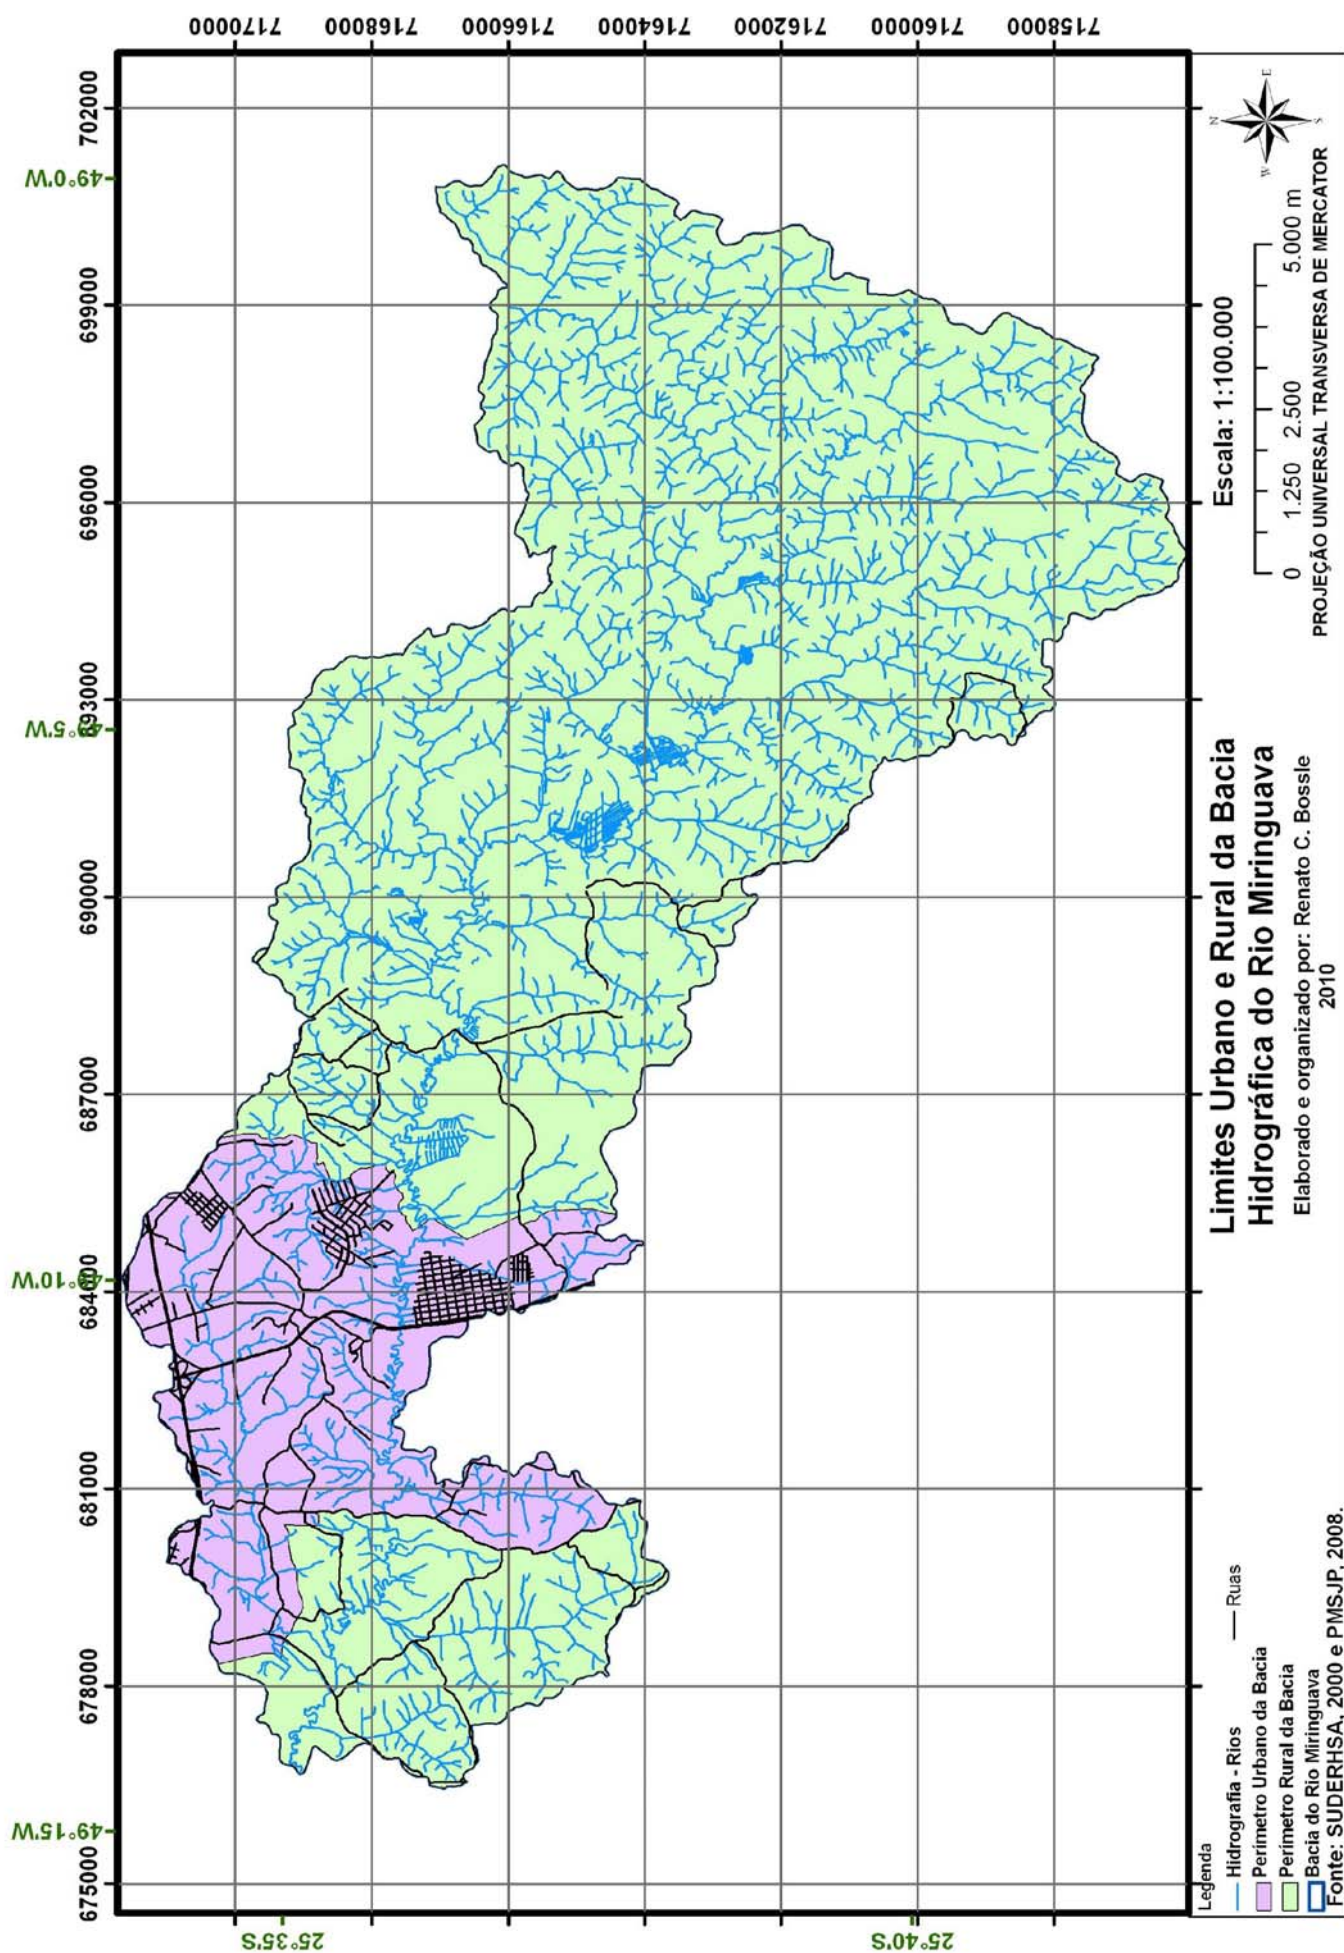 49°15'W
49°10'W
49°5'W
49°0'W
675000
678000
681000
684000
687000
690000
693000
696000
699000
702000
25°35'S
25°40'S
7170000
7168000
7166000
7164000
7162000
7160000
7158000
Legenda
Hidrografia - Rios
Ruas
Perímetro Urbano da Bacia
Perímetro Rural da Bacia
Bacia do Rio Miringuava
Fonte: SUDERHSA, 2000 e PMSJP, 2008.
Limites Urbano e Rural da Bacia
Hidrográfica do Rio Miringuava
Elaborado e organizado por: Renato C. Bossle
2010
Escala: 1:100.000
0 1.250 2.500 5.000 m
PROJEÇÃO UNIVERSAL TRANSVERSA DE MERCATOR
N
W
E
S